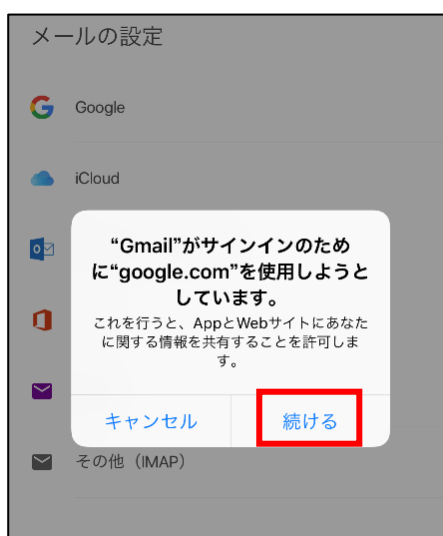 メールの設定
Google
iCloud
“Gmail”がサインインのため
に“google.com”を使用しようと
しています。
これを行うと、AppとWebサイトにあなた
に関する情報を共有することを許可しま
す。
キャンセル
続ける
その他（IMAP）